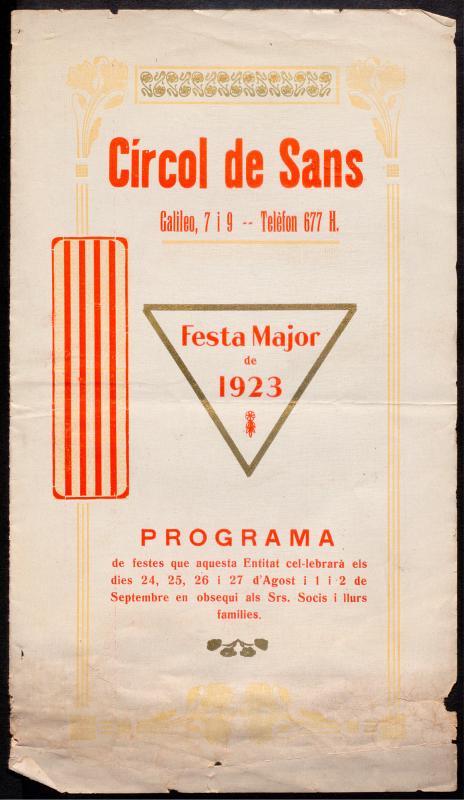 Círcol de Sans
Galileo, 7 i 9 -- Telèfon 677 H.
Festa Major
de
1923
PROGRAMA
de festes que aquesta Entitat cel-lebrarà els
dies 24, 25, 26 i 27 d'Agost i 1 i 2 de
Septembre en obsequi als Srs. Socis i llurs
families.